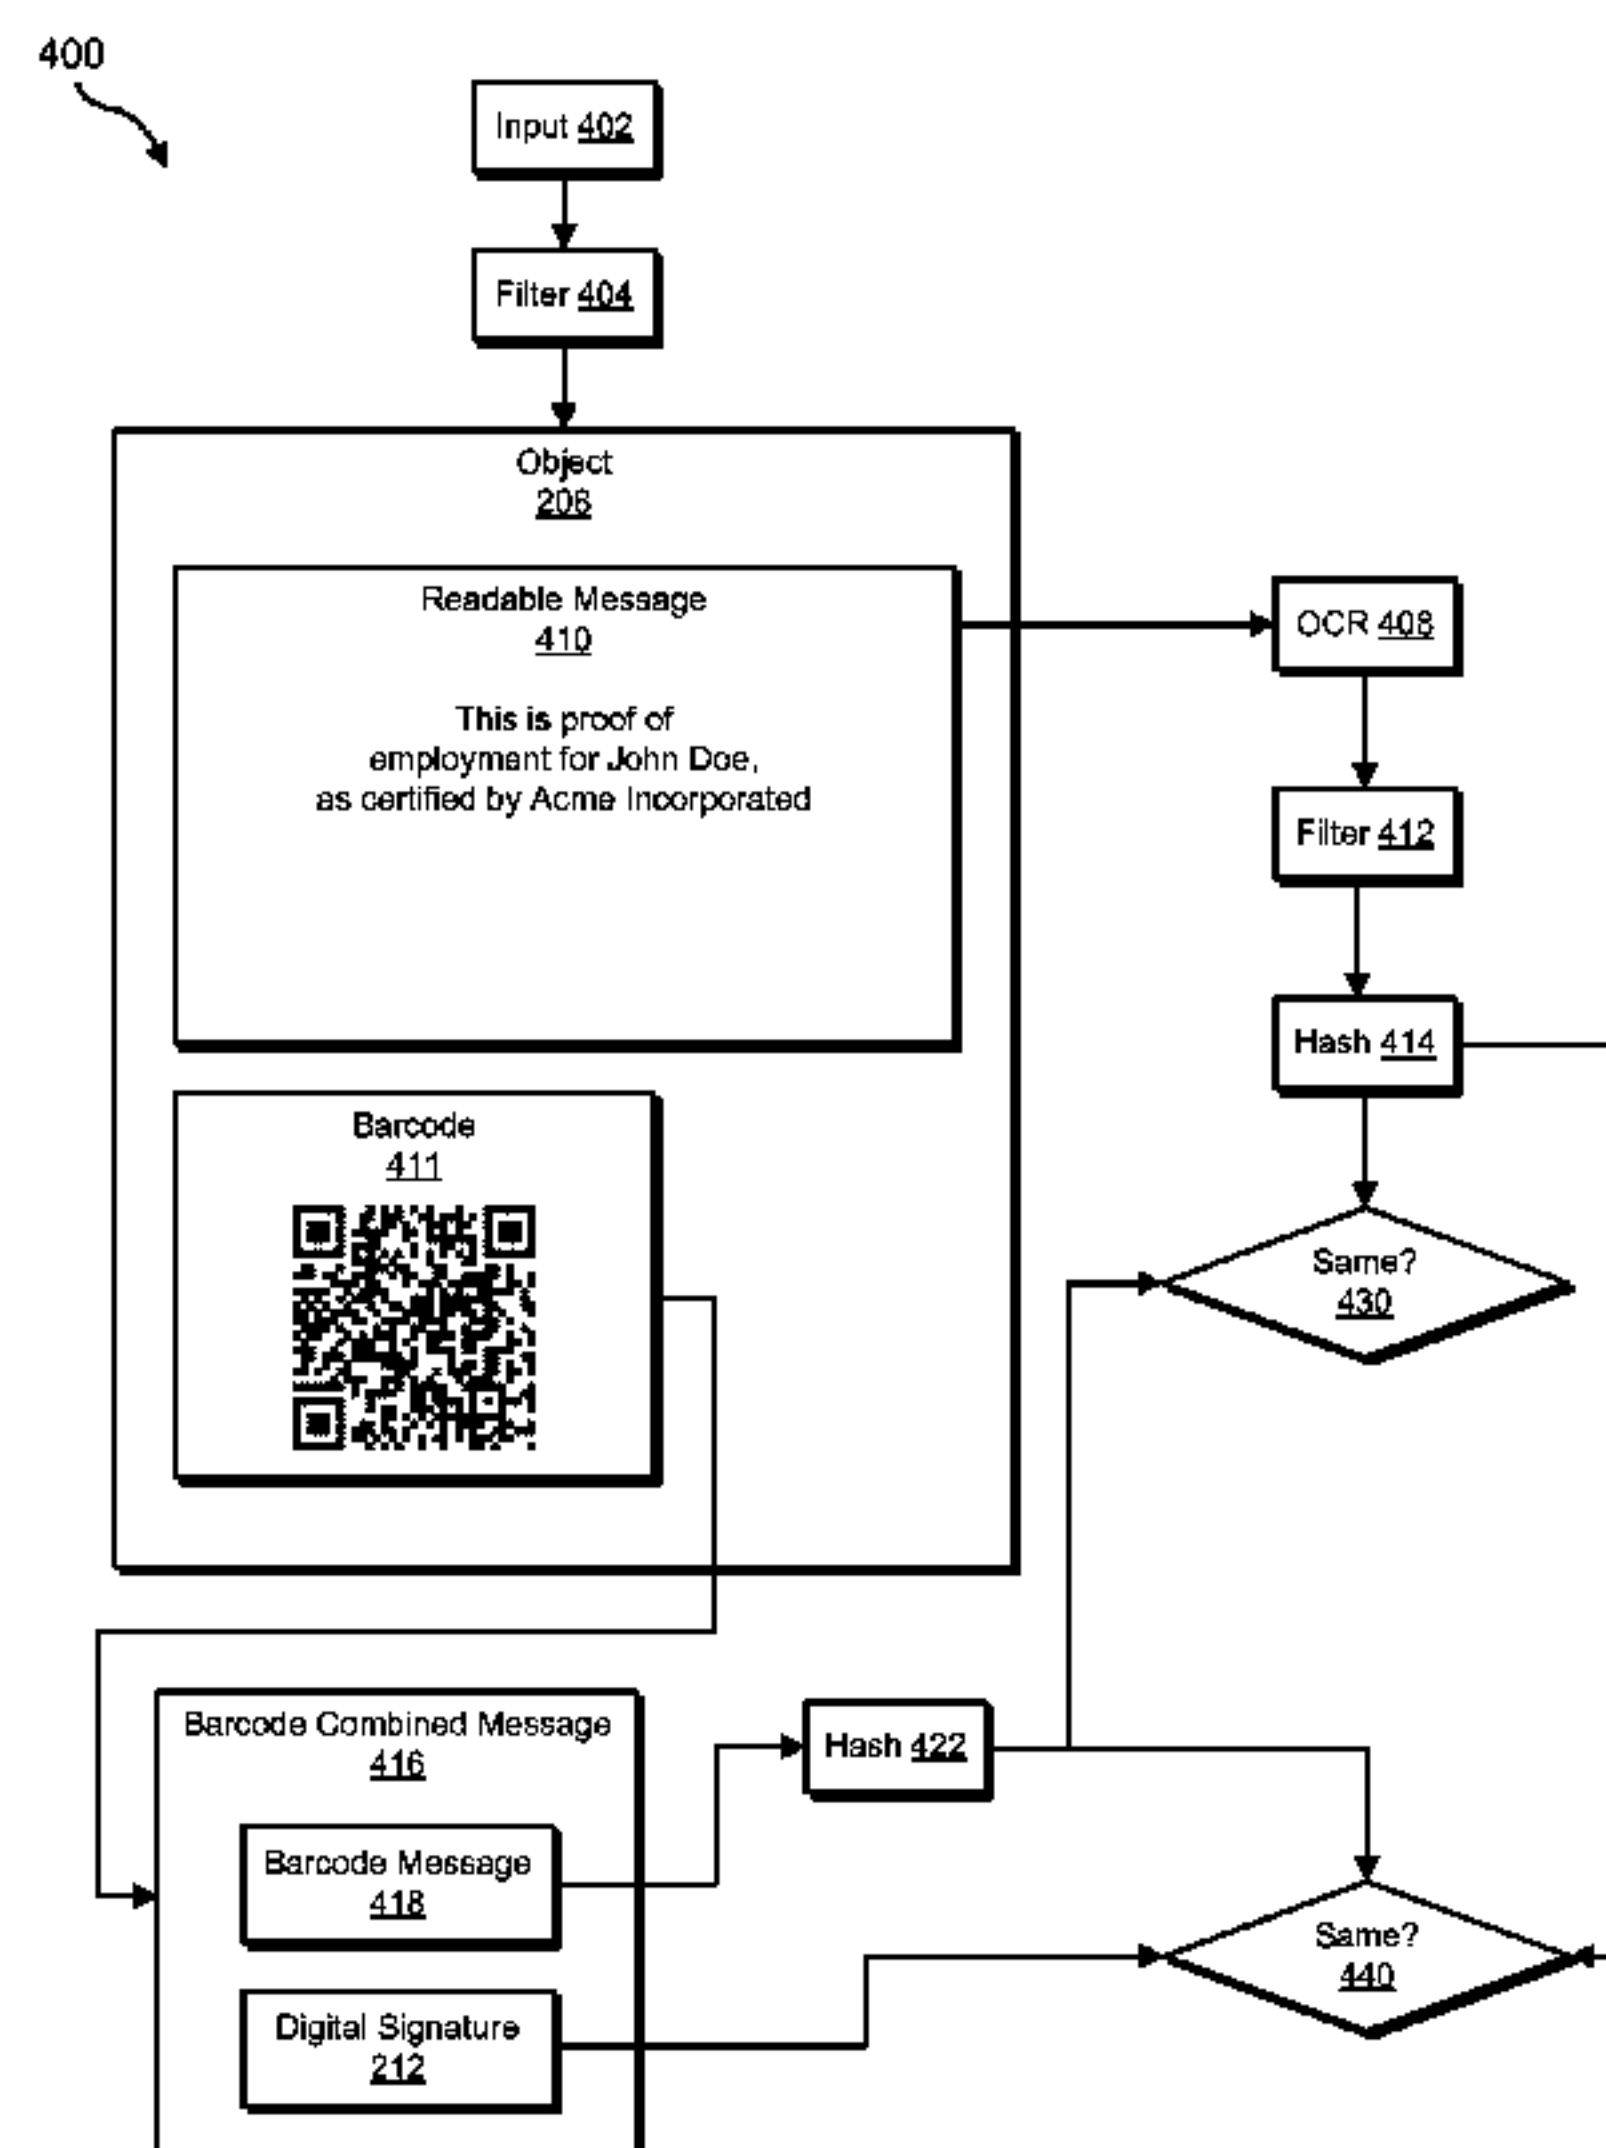 400
Input 402
Filter 404
Object
206
Readable Message
410
This is proof of
employment for John Doe,
as certified by Acme Incorporated
OCR 408
Filter 412
Hash 414
Same?
430
Barcode
411
Barcode Combined Message
416
Barcode Message
418
Digital Signature
212
Hash 422
Same?
440